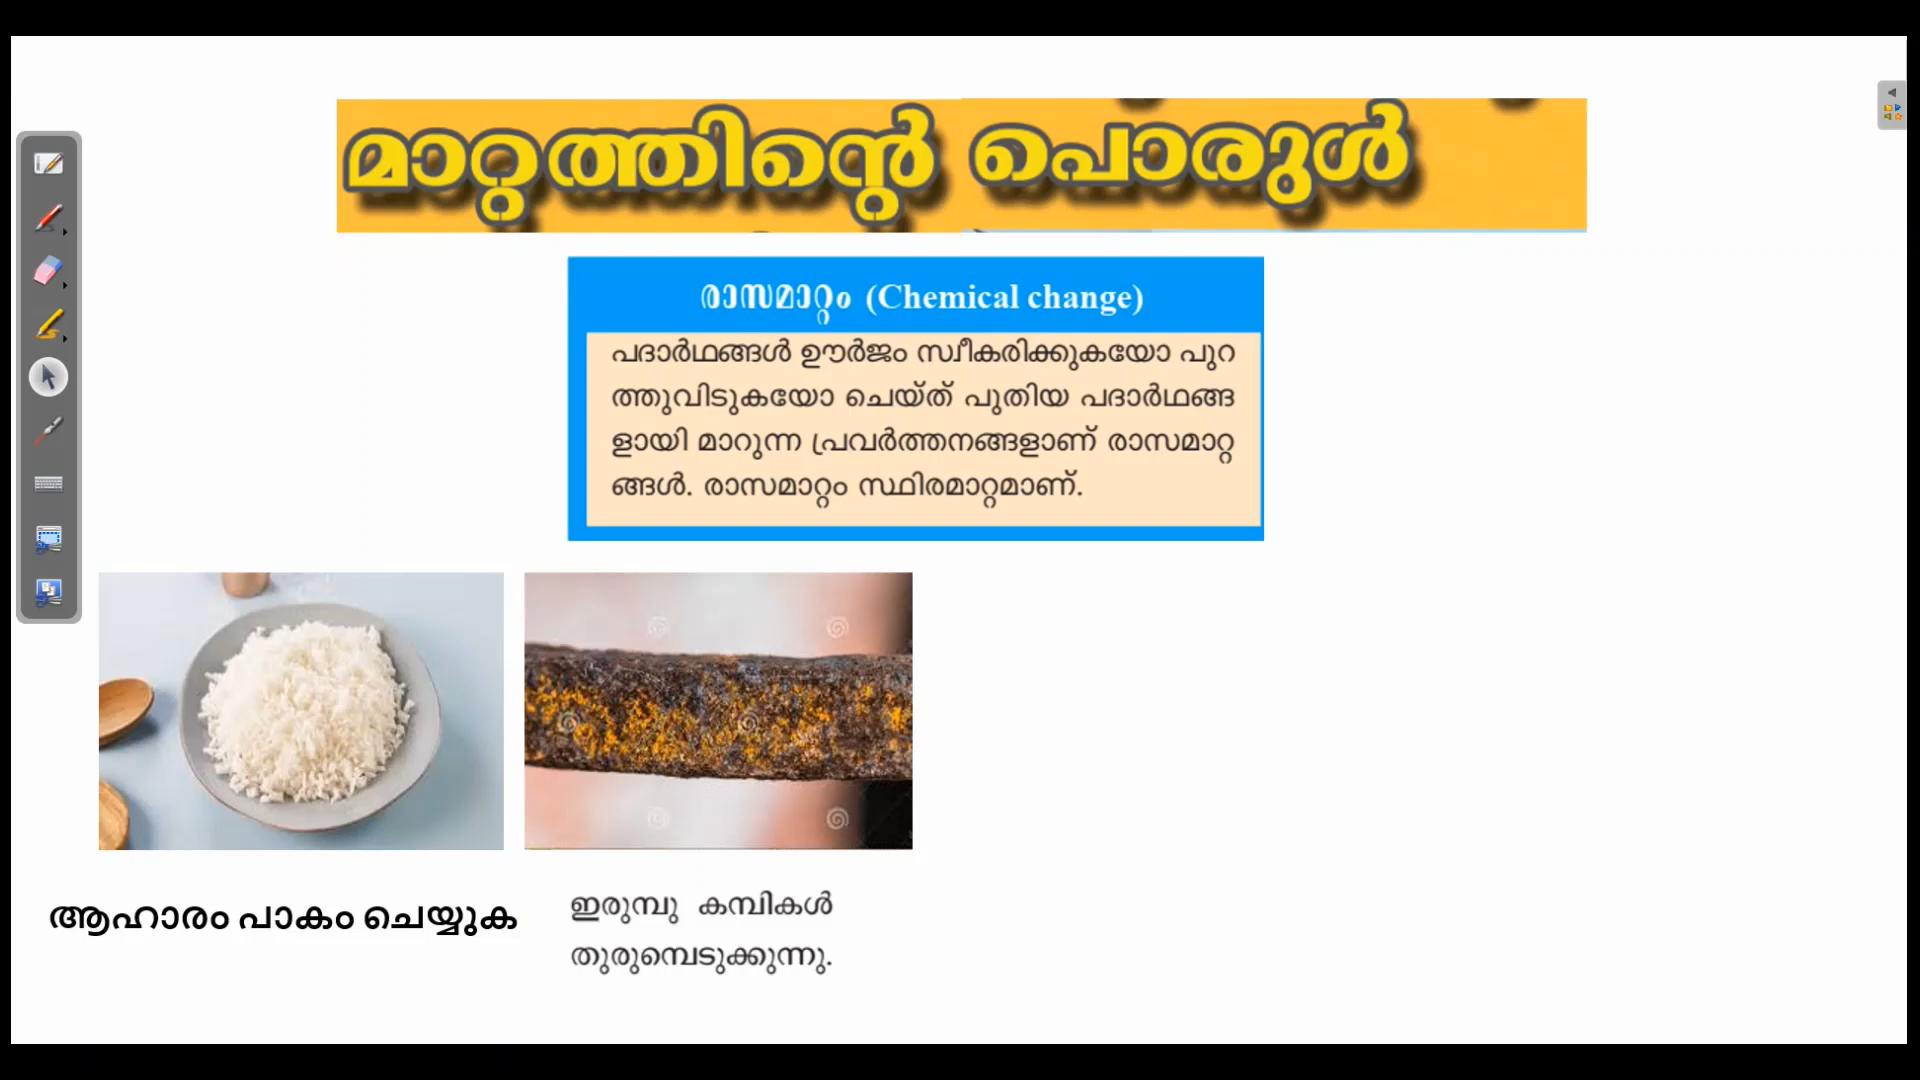 മാറ്റത്തിന്റെ പൊരുൾ
രാസമാറ്റം (Chemical change)
പദാർഥങ്ങൾ ഊർജം സ്വീകരിക്കുകയോ പുറ
ത്തുവിടുകയോ ചെയ്ത് പുതിയ പദാർഥങ്ങ
ളായി മാറുന്ന പ്രവർത്തനങ്ങളാണ് രാസമാറ്റ
ങ്ങൾ. രാസമാറ്റം സ്ഥിരമാറ്റമാണ്.
ആഹാരം പാകം ചെയ്യുക
ഇരുമ്പു കമ്പികൾ
തുരുമ്പെടുക്കുന്നു.